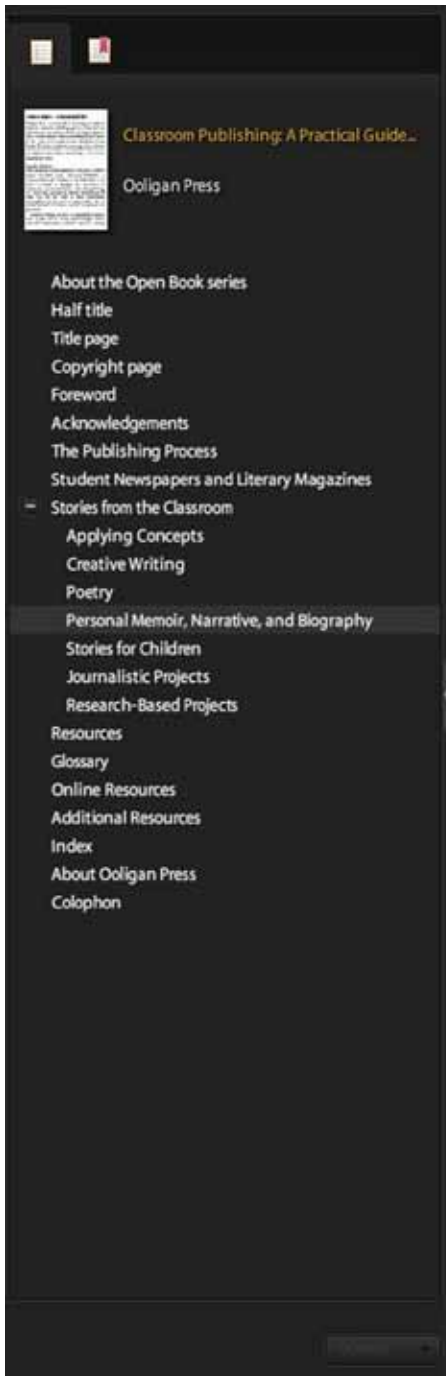 Classroom Publishing: A Practical Guide...
Ooligan Press
About the Open Book series
Half title
Title page
Copyright page
Foreword
Acknowledgements
The Publishing Process
Student Newspapers and Literary Magazines
Stories from the Classroom
Applying Concepts
Creative Writing
Poetry
Personal Memoir, Narrative, and Biography
Stories for Children
Journalistic Projects
Research-Based Projects
Resources
Glossary
Online Resources
Additional Resources
Index
About Ooligan Press
Colophon